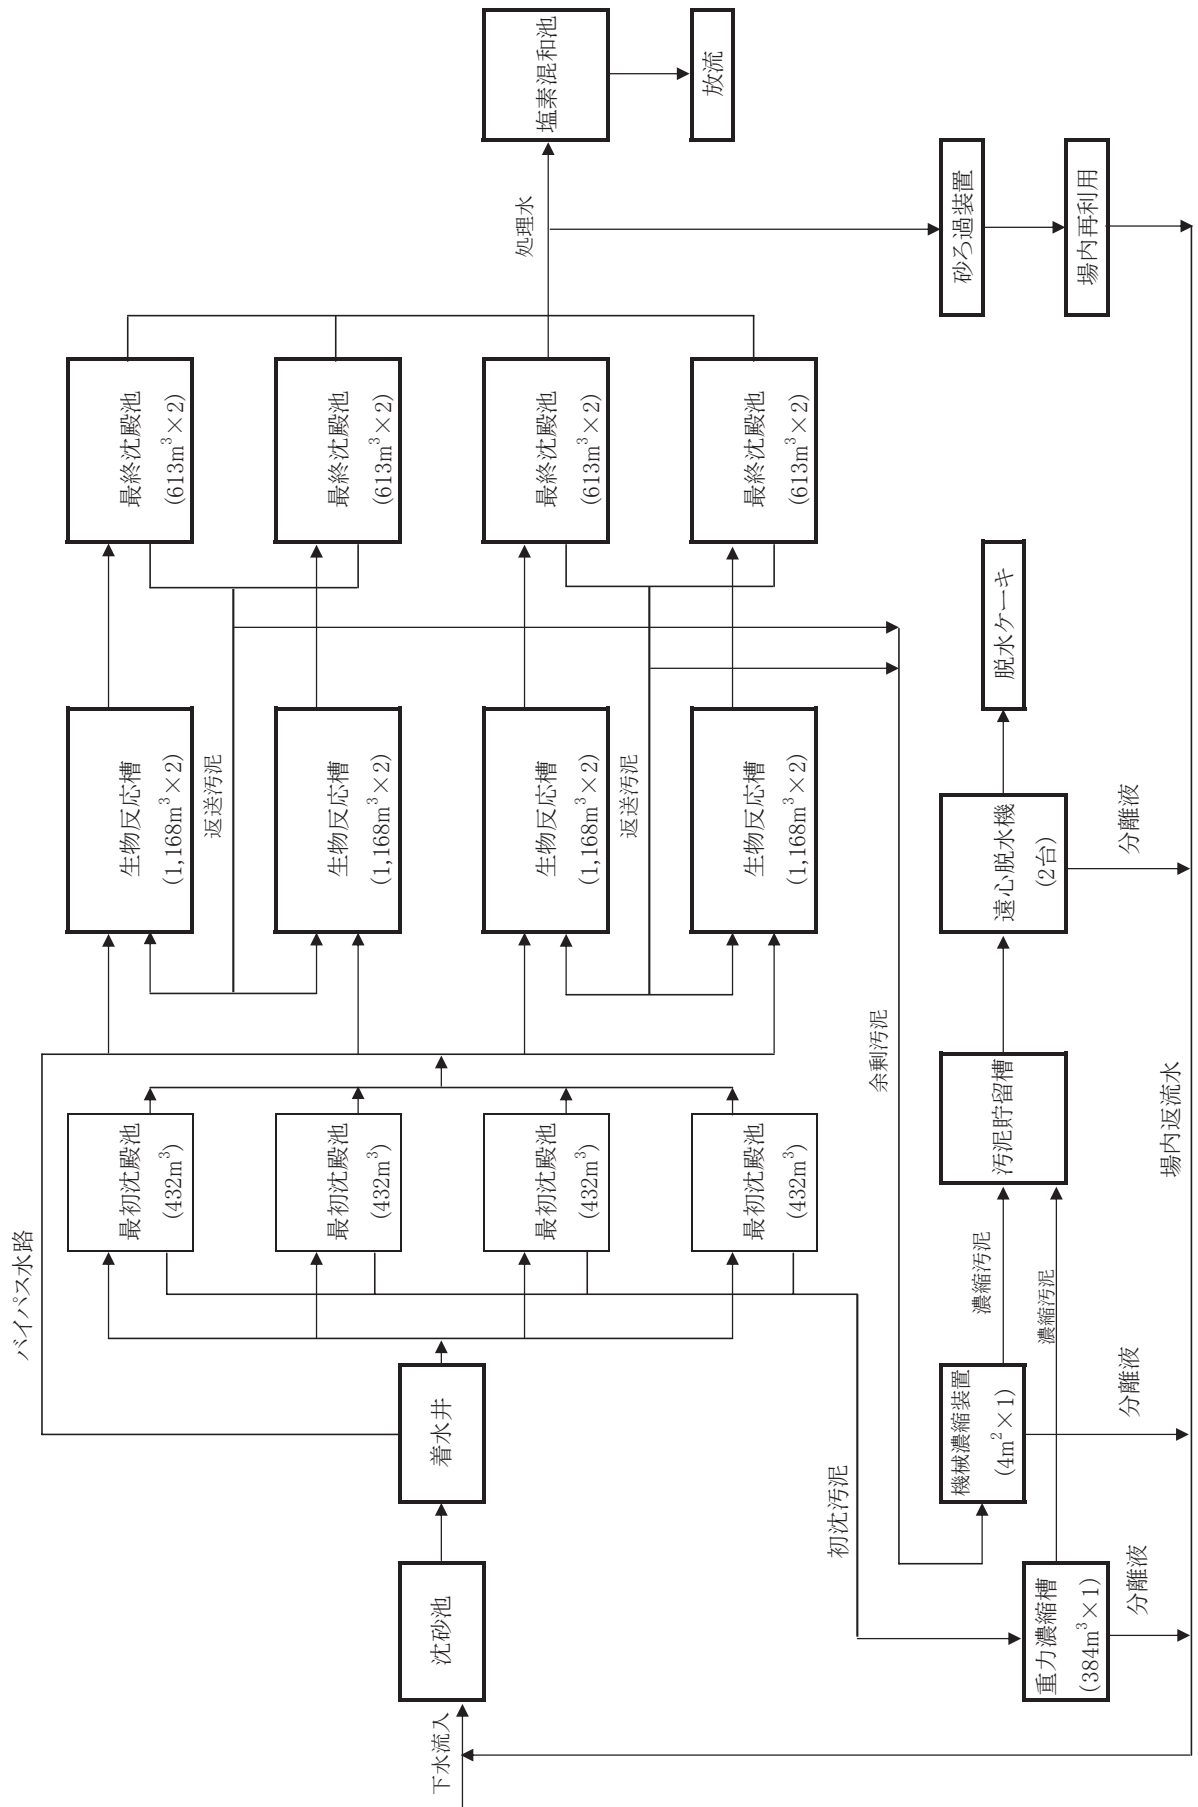 下水流入
沈砂池
着水井
バイパス水路
最初沈殿池
(432m³)
最初沈殿池
(432m³)
最初沈殿池
(432m³)
最初沈殿池
(432m³)
生物反応槽
(1,168m³×2)
返送汚泥
生物反応槽
(1,168m³×2)
生物反応槽
(1,168m³×2)
返送汚泥
生物反応槽
(1,168m³×2)
最終沈殿池
(613m³×2)
最終沈殿池
(613m³×2)
最終沈殿池
(613m³×2)
最終沈殿池
(613m³×2)
処理水
塩素混和池
放流
砂ろ過装置
場内再利用
初沈汚泥
余剰汚泥
重力濃縮槽
(384m³×1)
分離液
機械濃縮装置
(4m²×1)
分離液
濃縮汚泥
濃縮汚泥
汚泥貯留槽
遠心脱水機
(2台)
分離液
脱水ケーキ
場内返流水